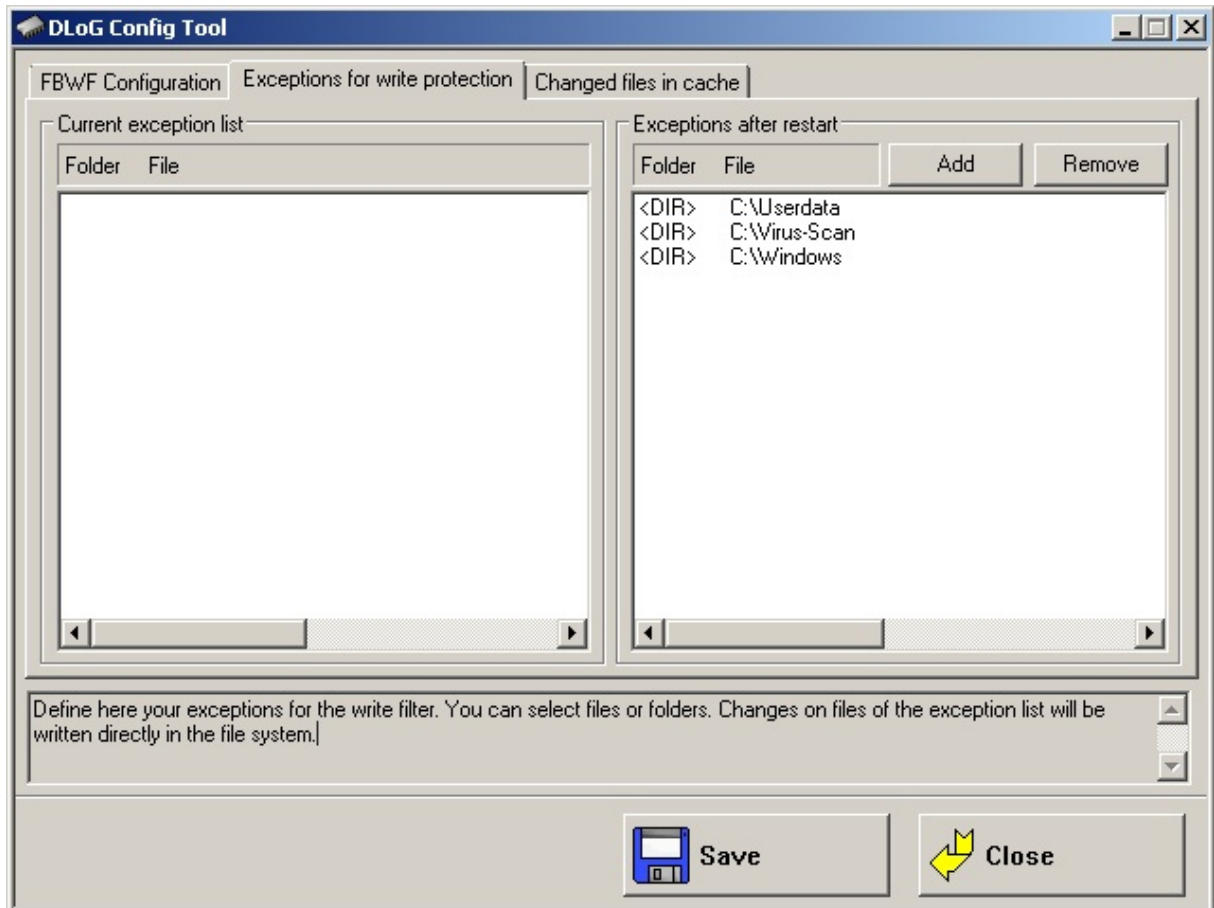 DLoG Config Tool
FBWF Configuration
Exceptions for write protection
Changed files in cache
Current exception list
Folder File
Exceptions after restart
Folder File
Add
Remove
<DIR> C:\Userdata
<DIR> C:\Virus-Scan
<DIR> C:\Windows
Define here your exceptions for the write filter. You can select files or folders. Changes on files of the exception list will be
written directly in the file system.
Save
Close